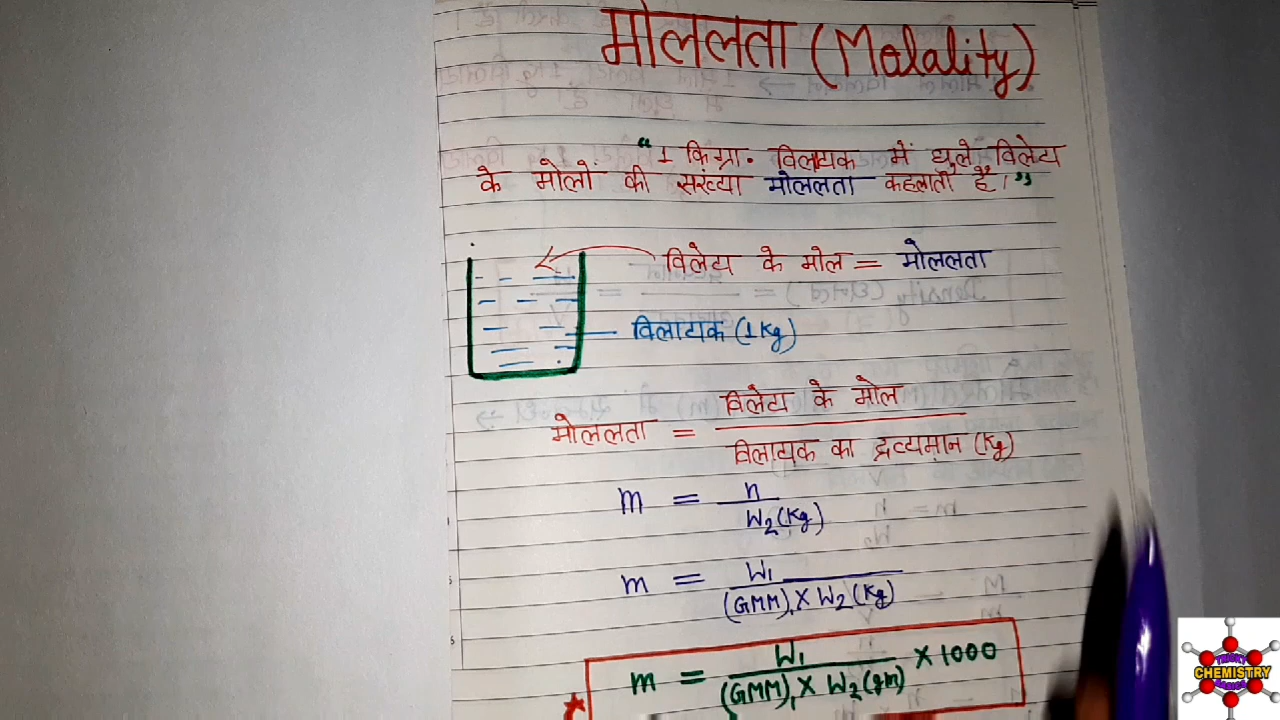 मोललता (Molality)
"1 किग्रा. विलायक में घुले विलेय
के मोलों की संख्या मोललता कहलाती है।"
विलेय के मोल = मोललता
विलायक (1 Kg)
मोललता = विलेय के मोल / विलायक का द्रव्यमान (Kg)
m = n / W₂(Kg)
m = W₁ / (GMM)₁ × W₂(Kg)
m = W₁ / (GMM)₁ × W₂(gm) × 1000
CHEMISTRY